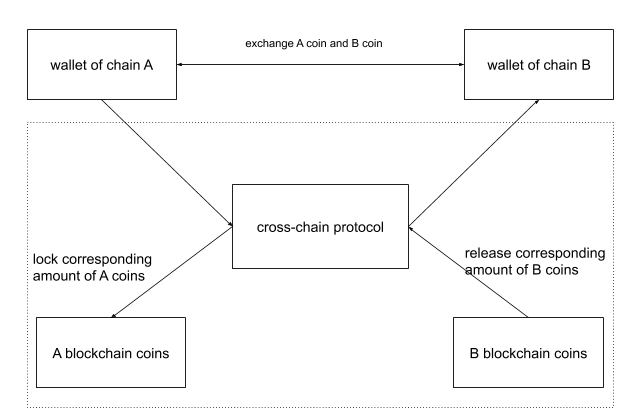 exchange A coin and B coin
wallet of chain A
wallet of chain B
cross-chain protocol
lock corresponding
amount of A coins
release corresponding
amount of B coins
A blockchain coins
B blockchain coins